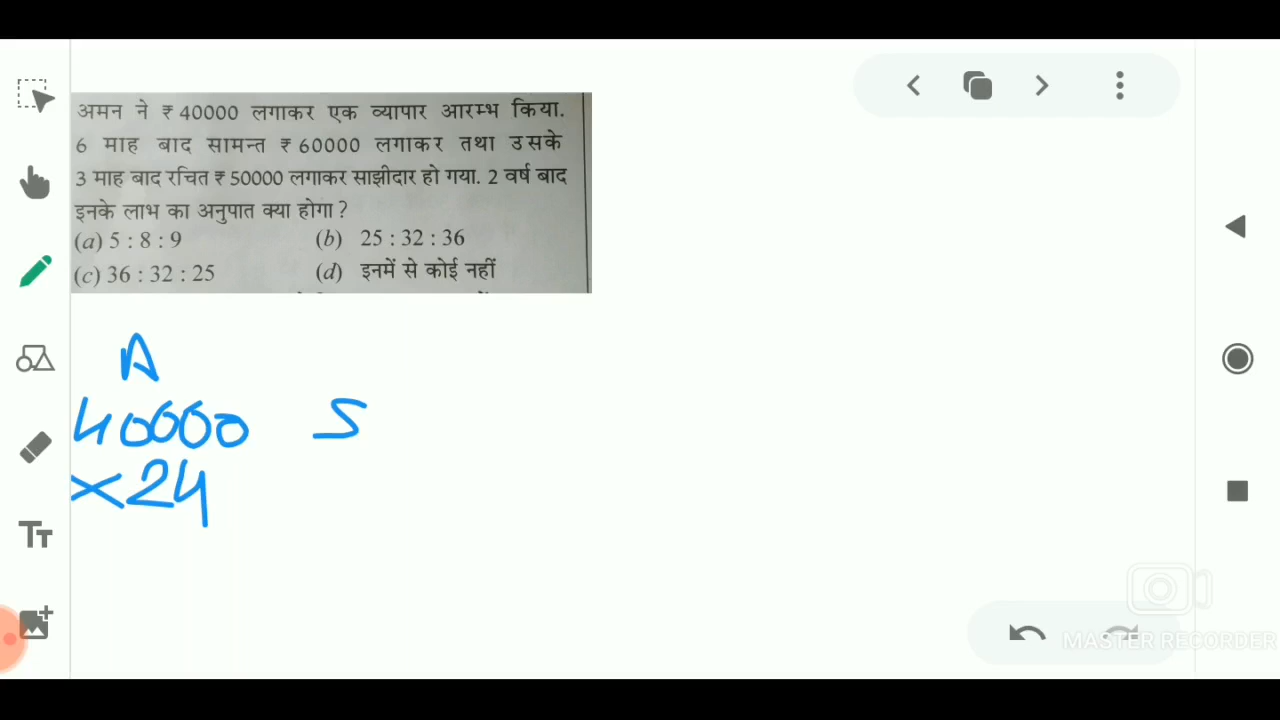 अमन ने ₹ 40000 लगाकर एक व्यापार आरम्भ किया.
6 माह बाद सामन्त ₹ 60000 लगाकर तथा उसके
3 माह बाद रचित ₹ 50000 लगाकर साझीदार हो गया. 2 वर्ष बाद
इनके लाभ का अनुपात क्या होगा ?
(a) 5 : 8 : 9 (b) 25 : 32 : 36
(c) 36 : 32 : 25 (d) इनमें से कोई नहीं
A
40000 S
×24
TT
MASTER RECORDER